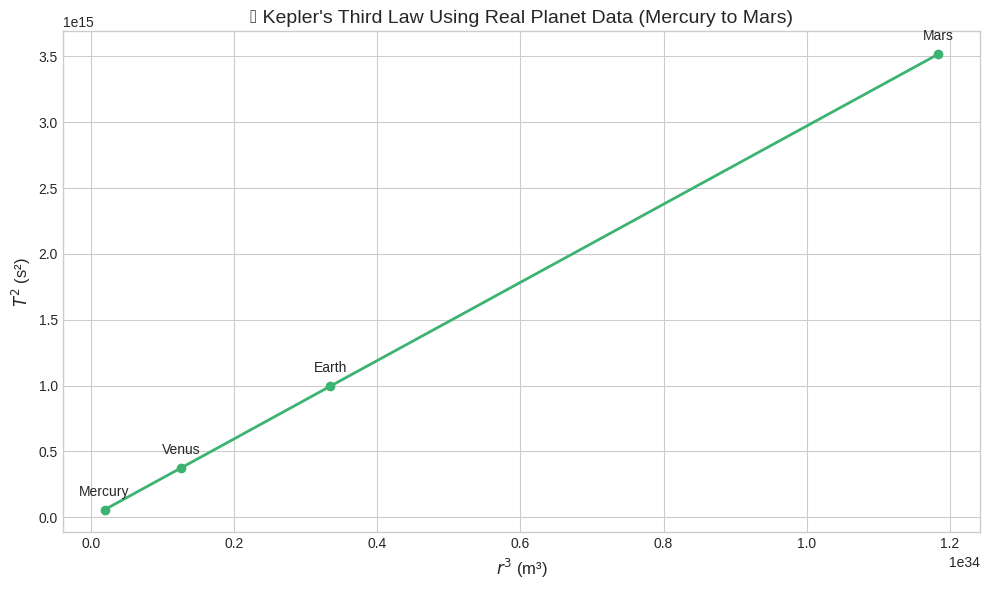 ▯ Kepler's Third Law Using Real Planet Data (Mercury to Mars)
1e15
Mars
3.5
3.0
2.5
2.0
1.5
Earth
1.0
Venus
0.5
Mercury
0.0
T² (s²)
0.0 0.2 0.4 0.6 0.8 1.0 1.2
1e34
r³ (m³)